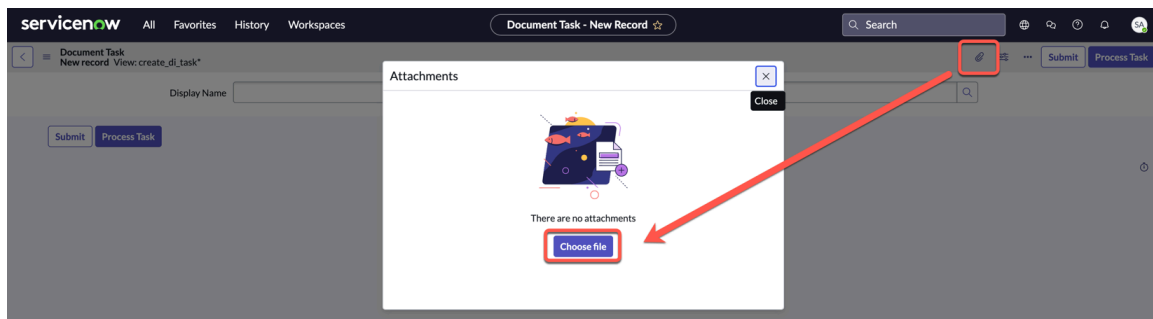 servicenow All Favorites History Workspaces Document Task - New Record Search SA
Document Task
New record View: create_di_task*
Submit Process Task
Attachments
Display Name
Close
Submit Process Task
There are no attachments
Choose file